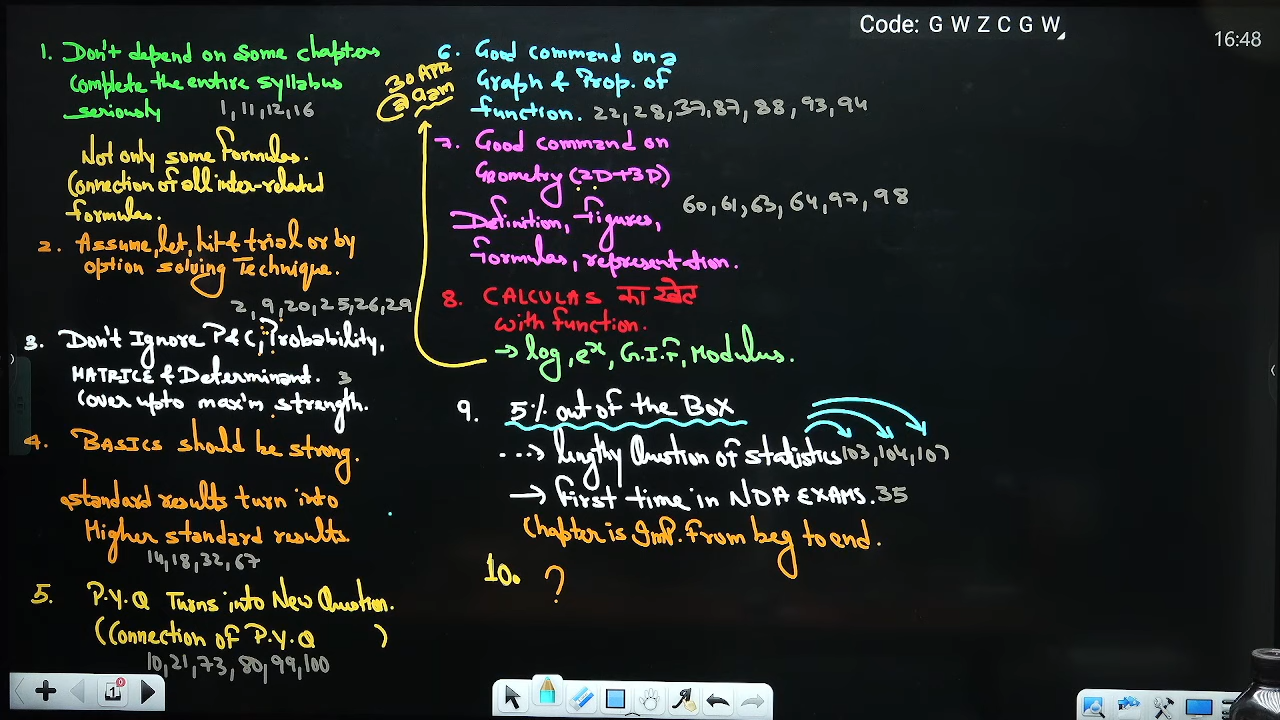 Code: G W Z C G W
16:48
1. Don't depend on some chapters
Complete the entire syllabus
seriously 1, 11, 12, 16
Not only some formulas.
Connection of all inter-related
formulas.
2. Assume, let, hit & trial or by
option solving Technique.
2, 9, 20, 25, 26, 29
3. Don't Ignore P & C, Probability,
MATRICE & Determinant. 3
Cover upto max'm strength.
4. BASICS should be strong.
standard results turn into
Higher standard results.
14, 18, 32, 67
5. P.Y.Q Turns into New Question.
(Connection of P.Y.Q )
10, 21, 73, 80, 99, 100
30 APR
@ 9am
6. Good command on a
Graph & Prop. of
function. 22, 28, 37, 87, 88, 93, 94
7. Good command on
Geometry (2D+3D)
60, 61, 63, 64, 97, 98
Definition, figures,
formulas, representation.
8. CALCULAS का खेल
with function.
→ log, eˣ, G.I.F, Modulus.
9. 5% out of the BOX
...→ lengthy Question of statistics 103, 104, 107
→ first time in NDA EXAMS. 35
Chapter is Imp. from beg to end.
10. ?
1
0